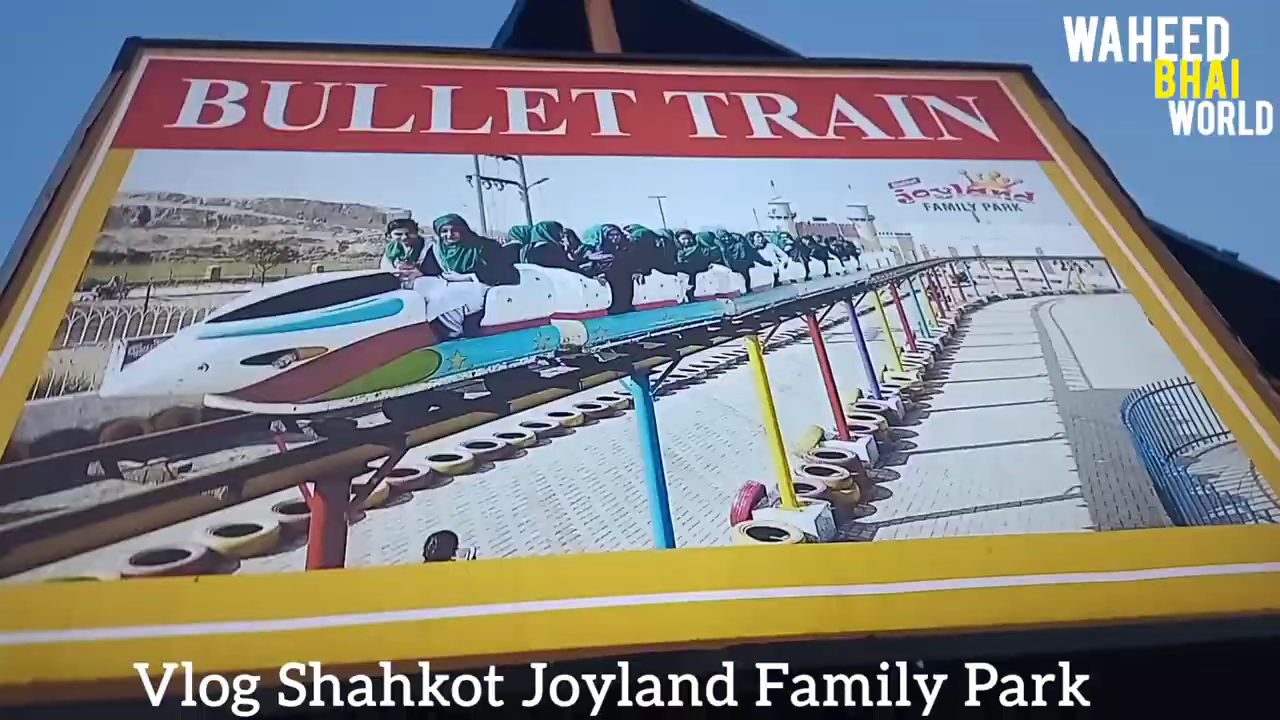 BULLET TRAIN
WAHEED
BHAI
WORLD
joyland
FAMILY PARK
Vlog Shahkot Joyland Family Park